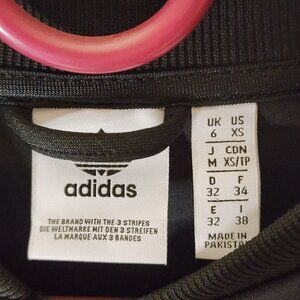 adidas
THE BRAND WITH THE 3 STRIPES
DIE WELTMARKE MIT DEN 3 STREIFEN
LA MARQUE AUX 3 BANDES
UK US
6 XS
J CDN
M XS/TP
D F
32 34
E I
32 38
MADE IN
PAKISTAN